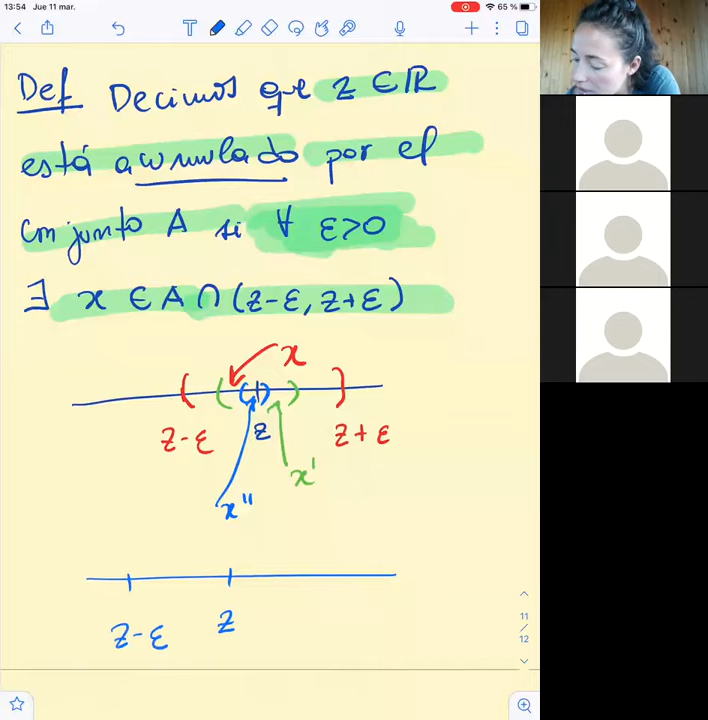 13:54 Jue 11 mar.
65 %
Def Decimos que z ∈ ℝ
está acumulado por el
conjunto A si ∀ ε>0
∃ x ∈ A ∩ (z-ε, z+ε)
x
z-ε z z+ε
x'
x''
z-ε z
11
/
12